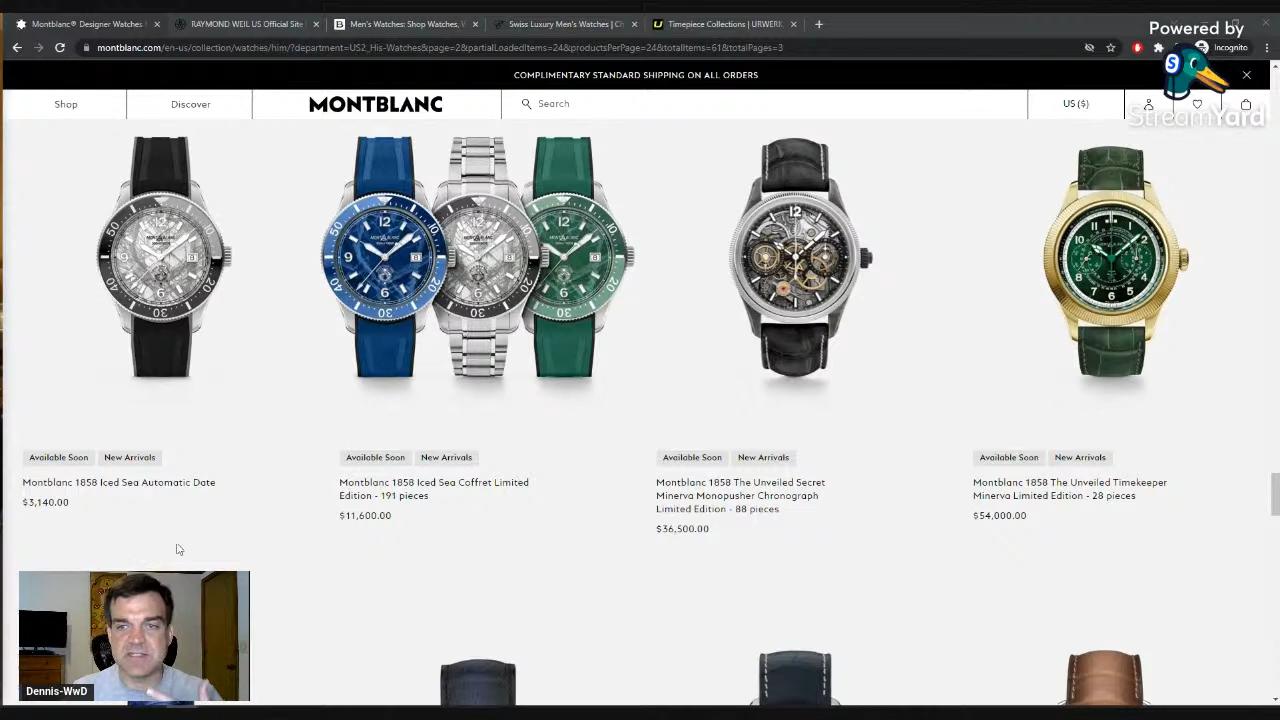 Montblanc® Designer Watches
RAYMOND WEIL US Official Site
Men's Watches: Shop Watches,
Swiss Luxury Men's Watches | Ch
Timepiece Collections | URWERK
montblanc.com/en-us/collection/watches/him/?department=US2_His-Watches&page=2&partialLoadedItems=24&productsPerPage=24&totalItems=61&totalPages=3
Incognito
Powered by
StreamYard
COMPLIMENTARY STANDARD SHIPPING ON ALL ORDERS
Shop
Discover
MONTBLANC
Search
US ($)
Available Soon New Arrivals
Montblanc 1858 Iced Sea Automatic Date
$3,140.00
Available Soon New Arrivals
Montblanc 1858 Iced Sea Coffret Limited
Edition - 191 pieces
$11,600.00
Available Soon New Arrivals
Montblanc 1858 The Unveiled Secret
Minerva Monopusher Chronograph
Limited Edition - 88 pieces
$36,500.00
Available Soon New Arrivals
Montblanc 1858 The Unveiled Timekeeper
Minerva Limited Edition - 28 pieces
$54,000.00
Dennis-WwD